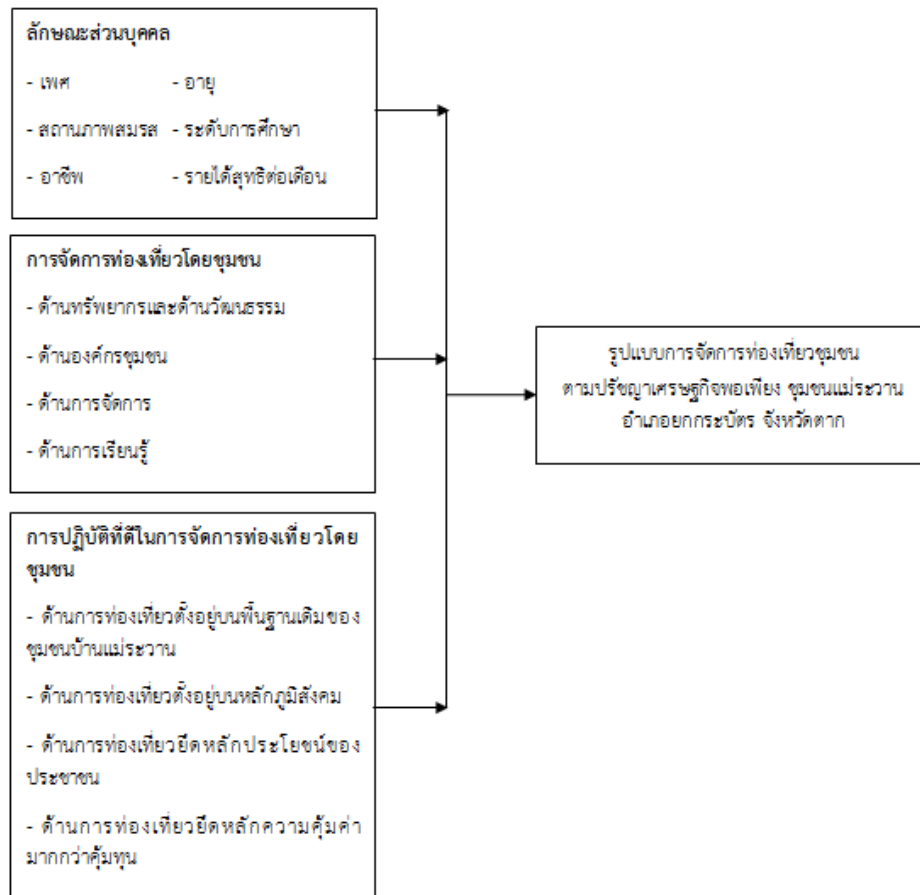 ลักษณะส่วนบุคคล
- เพศ - อายุ
- สถานภาพสมรส - ระดับการศึกษา
- อาชีพ - รายได้สุทธิต่อเดือน
การจัดการท่องเที่ยวโดยชุมชน
- ด้านทรัพยากรและด้านวัฒนธรรม
- ด้านองค์กรชุมชน
- ด้านการจัดการ
- ด้านการเรียนรู้
การปฏิบัติที่ดีในการจัดการท่องเที่ยวโดย
ชุมชน
- ด้านการท่องเที่ยวตั้งอยู่บนพื้นฐานเดิมของ
ชุมชนบ้านแม่ระวาน
- ด้านการท่องเที่ยวตั้งอยู่บนหลักภูมิสังคม
- ด้านการท่องเที่ยวยึดหลักประโยชน์ของ
ประชาชน
- ด้านการท่องเที่ยวยึดหลักความคุ้มค่า
มากกว่าคุ้มทุน
รูปแบบการจัดการท่องเที่ยวชุมชน
ตามปรัชญาเศรษฐกิจพอเพียง ชุมชนแม่ระวาน
อำเภอยกกระบัตร จังหวัดตาก